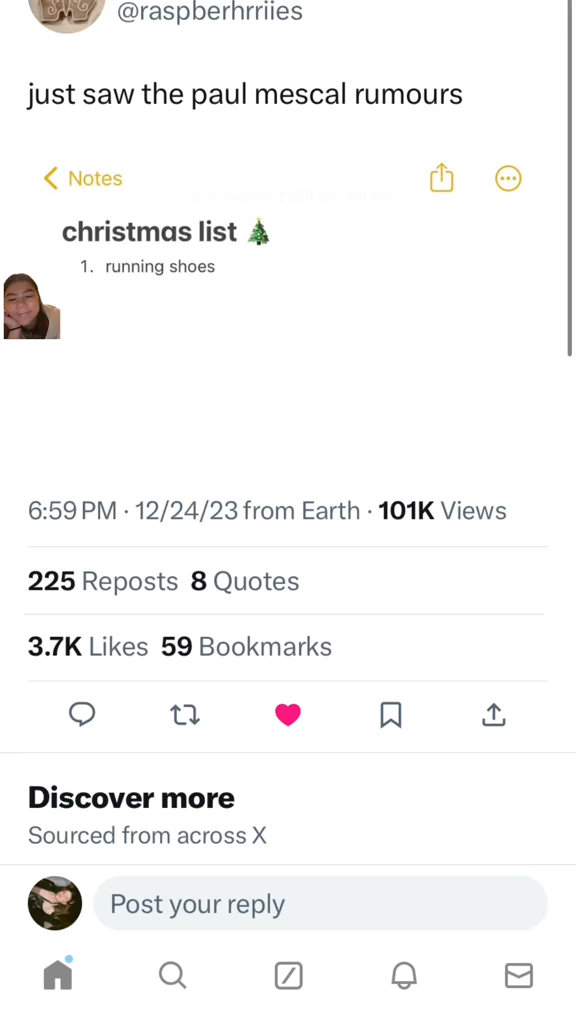 @raspberhrriies
just saw the paul mescal rumours
Notes
christmas list 🎄
1. running shoes
6:59 PM · 12/24/23 from Earth · 101K Views
225 Reposts 8 Quotes
3.7K Likes 59 Bookmarks
Discover more
Sourced from across X
Post your reply